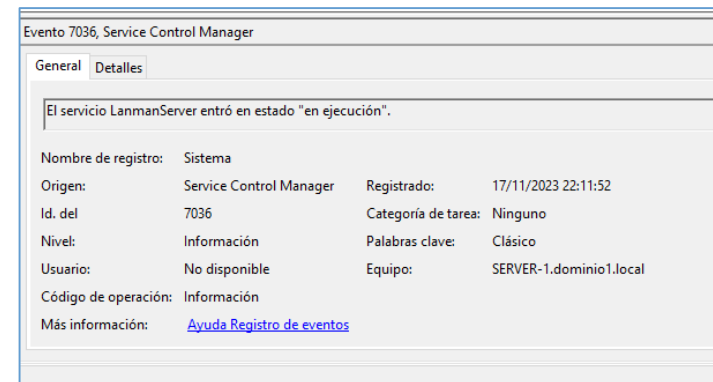 Evento 7036, Service Control Manager
General Detalles
El servicio LanmanServer entró en estado "en ejecución".
Nombre de registro: Sistema
Origen: Service Control Manager Registrado: 17/11/2023 22:11:52
Id. del 7036 Categoría de tarea: Ninguno
Nivel: Información Palabras clave: Clásico
Usuario: No disponible Equipo: SERVER-1.dominio1.local
Código de operación: Información
Más información: Ayuda Registro de eventos